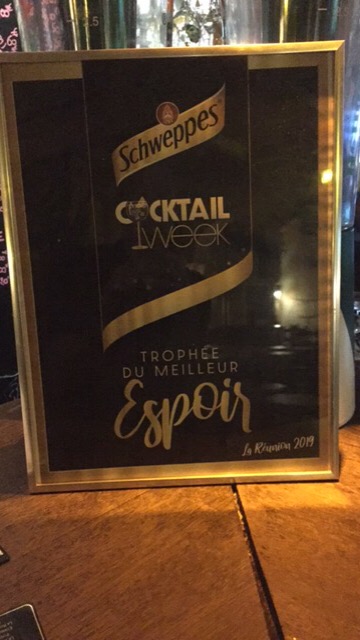 Schweppes
COCKTAIL
WEEK
TROPHÉE
DU MEILLEUR
Espoir
La Réunion 2019